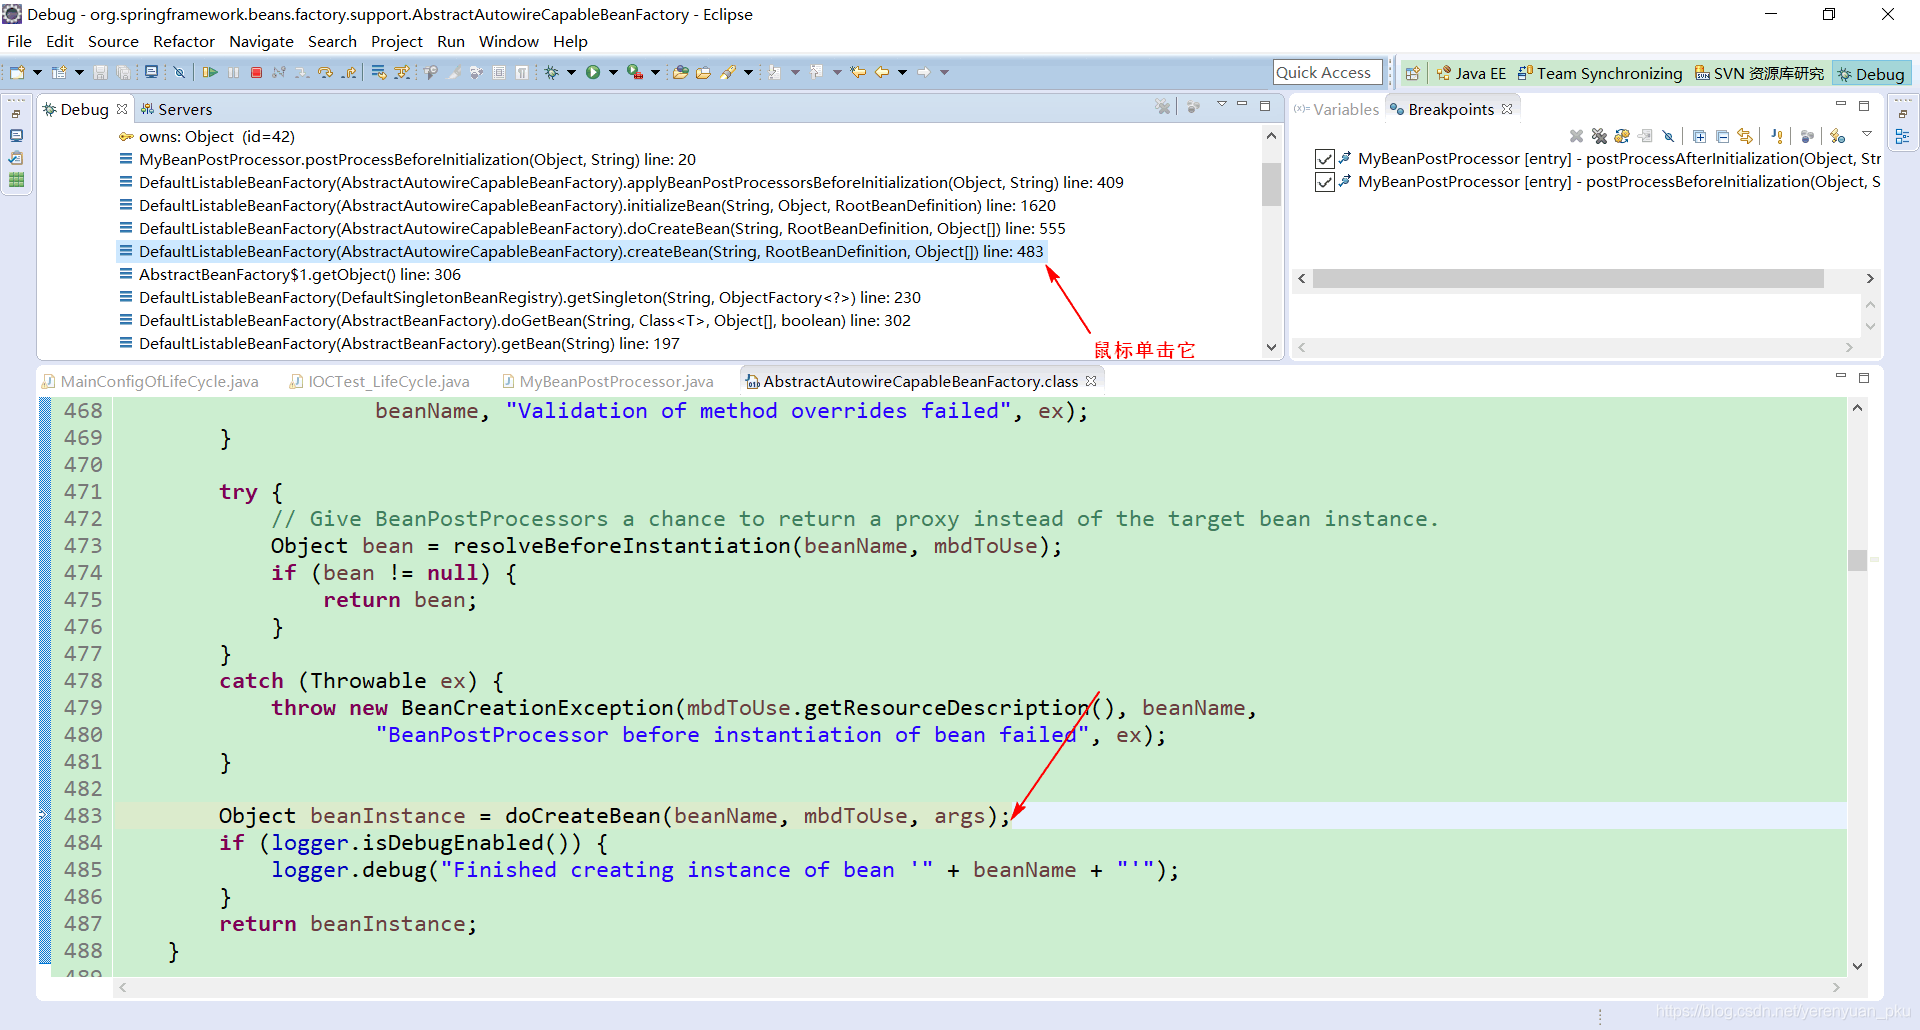 Debug - org.springframework.beans.factory.support.AbstractAutowireCapableBeanFactory - Eclipse
File Edit Source Refactor Navigate Search Project Run Window Help
Quick Access
Java EE
Team Synchronizing
SVN 资源库研究
Debug
Debug
Servers
owns: Object (id=42)
MyBeanPostProcessor.postProcessBeforeInitialization(Object, String) line: 20
DefaultListableBeanFactory(AbstractAutowireCapableBeanFactory).applyBeanPostProcessorsBeforeInitialization(Object, String) line: 409
DefaultListableBeanFactory(AbstractAutowireCapableBeanFactory).initializeBean(String, Object, RootBeanDefinition) line: 1620
DefaultListableBeanFactory(AbstractAutowireCapableBeanFactory).doCreateBean(String, RootBeanDefinition, Object[]) line: 555
DefaultListableBeanFactory(AbstractAutowireCapableBeanFactory).createBean(String, RootBeanDefinition, Object[]) line: 483
AbstractBeanFactory$1.getObject() line: 306
DefaultListableBeanFactory(DefaultSingletonBeanRegistry).getSingleton(String, ObjectFactory<?>) line: 230
DefaultListableBeanFactory(AbstractBeanFactory).doGetBean(String, Class<T>, Object[], boolean) line: 302
DefaultListableBeanFactory(AbstractBeanFactory).getBean(String) line: 197
鼠标单击它
(x)= Variables
Breakpoints
MyBeanPostProcessor [entry] - postProcessAfterInitialization(Object, Str
MyBeanPostProcessor [entry] - postProcessBeforeInitialization(Object, S
MainConfigOfLifeCycle.java
IOCTest_LifeCycle.java
MyBeanPostProcessor.java
AbstractAutowireCapableBeanFactory.class
468 beanName, "Validation of method overrides failed", ex);
469 }
470
471 try {
472 // Give BeanPostProcessors a chance to return a proxy instead of the target bean instance.
473 Object bean = resolveBeforeInstantiation(beanName, mbdToUse);
474 if (bean != null) {
475 return bean;
476 }
477 }
478 catch (Throwable ex) {
479 throw new BeanCreationException(mbdToUse.getResourceDescription(), beanName,
480 "BeanPostProcessor before instantiation of bean failed", ex);
481 }
482
483 Object beanInstance = doCreateBean(beanName, mbdToUse, args);
484 if (logger.isDebugEnabled()) {
485 logger.debug("Finished creating instance of bean '" + beanName + "'");
486 }
487 return beanInstance;
488 }
489
https://blog.csdn.net/yerenyuan_pku